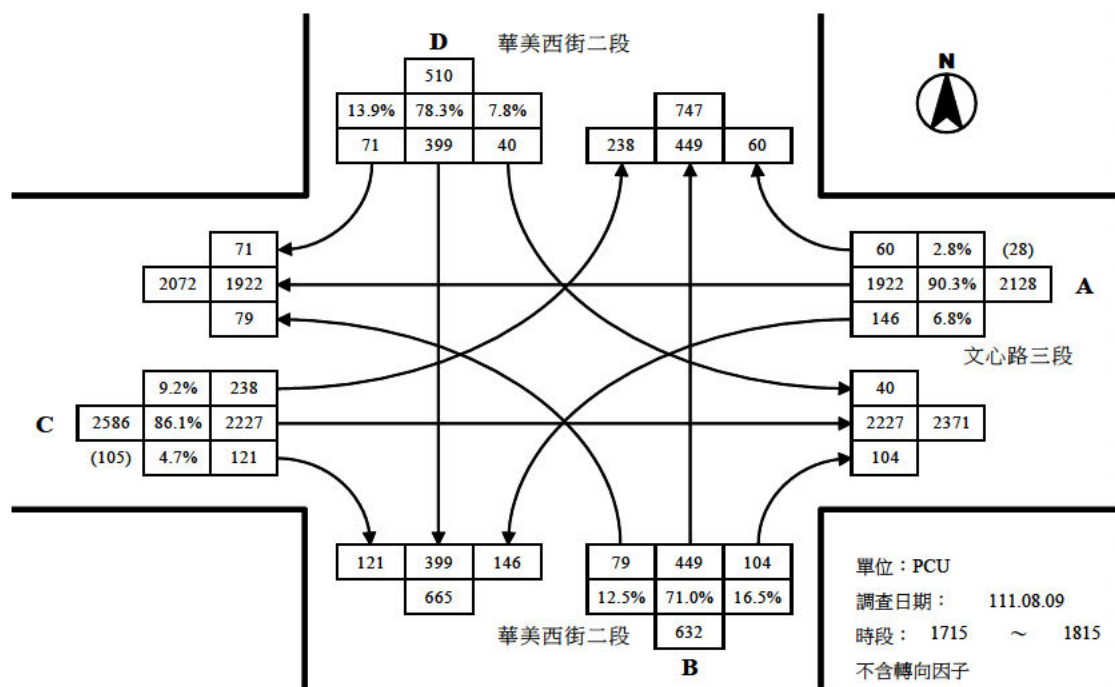 華美西街二段
D
N
510
747
13.9% 78.3% 7.8%
71 399 40
238 449 60
71
2072 1922
79
60 2.8% (28)
1922 90.3% 2128 A
146 6.8%
文心路三段
9.2% 238
C 2586 86.1% 2227
(105) 4.7% 121
40
2227 2371
104
121 399 146
665
79 449 104
12.5% 71.0% 16.5%
632
華美西街二段
B
單位：PCU
調查日期： 111.08.09
時段： 1715 ～ 1815
不含轉向因子